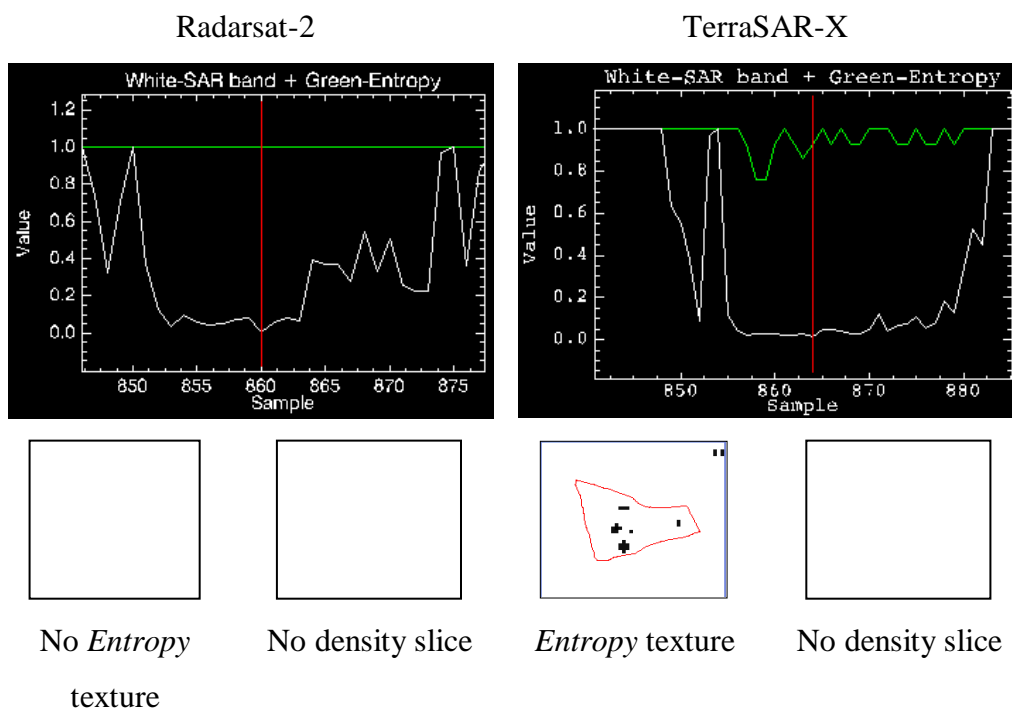 Radarsat-2
TerraSAR-X
White-SAR band + Green-Entropy
1.2
1.0
0.8
0.6
0.4
0.2
0.0
Value
850 855 860 865 870 875
Sample
White-SAR band + Green-Entropy
1.0
0.8
0.6
0.4
0.2
0.0
Value
850 860 870 880
Sample
No Entropy
texture
No density slice
Entropy texture
No density slice